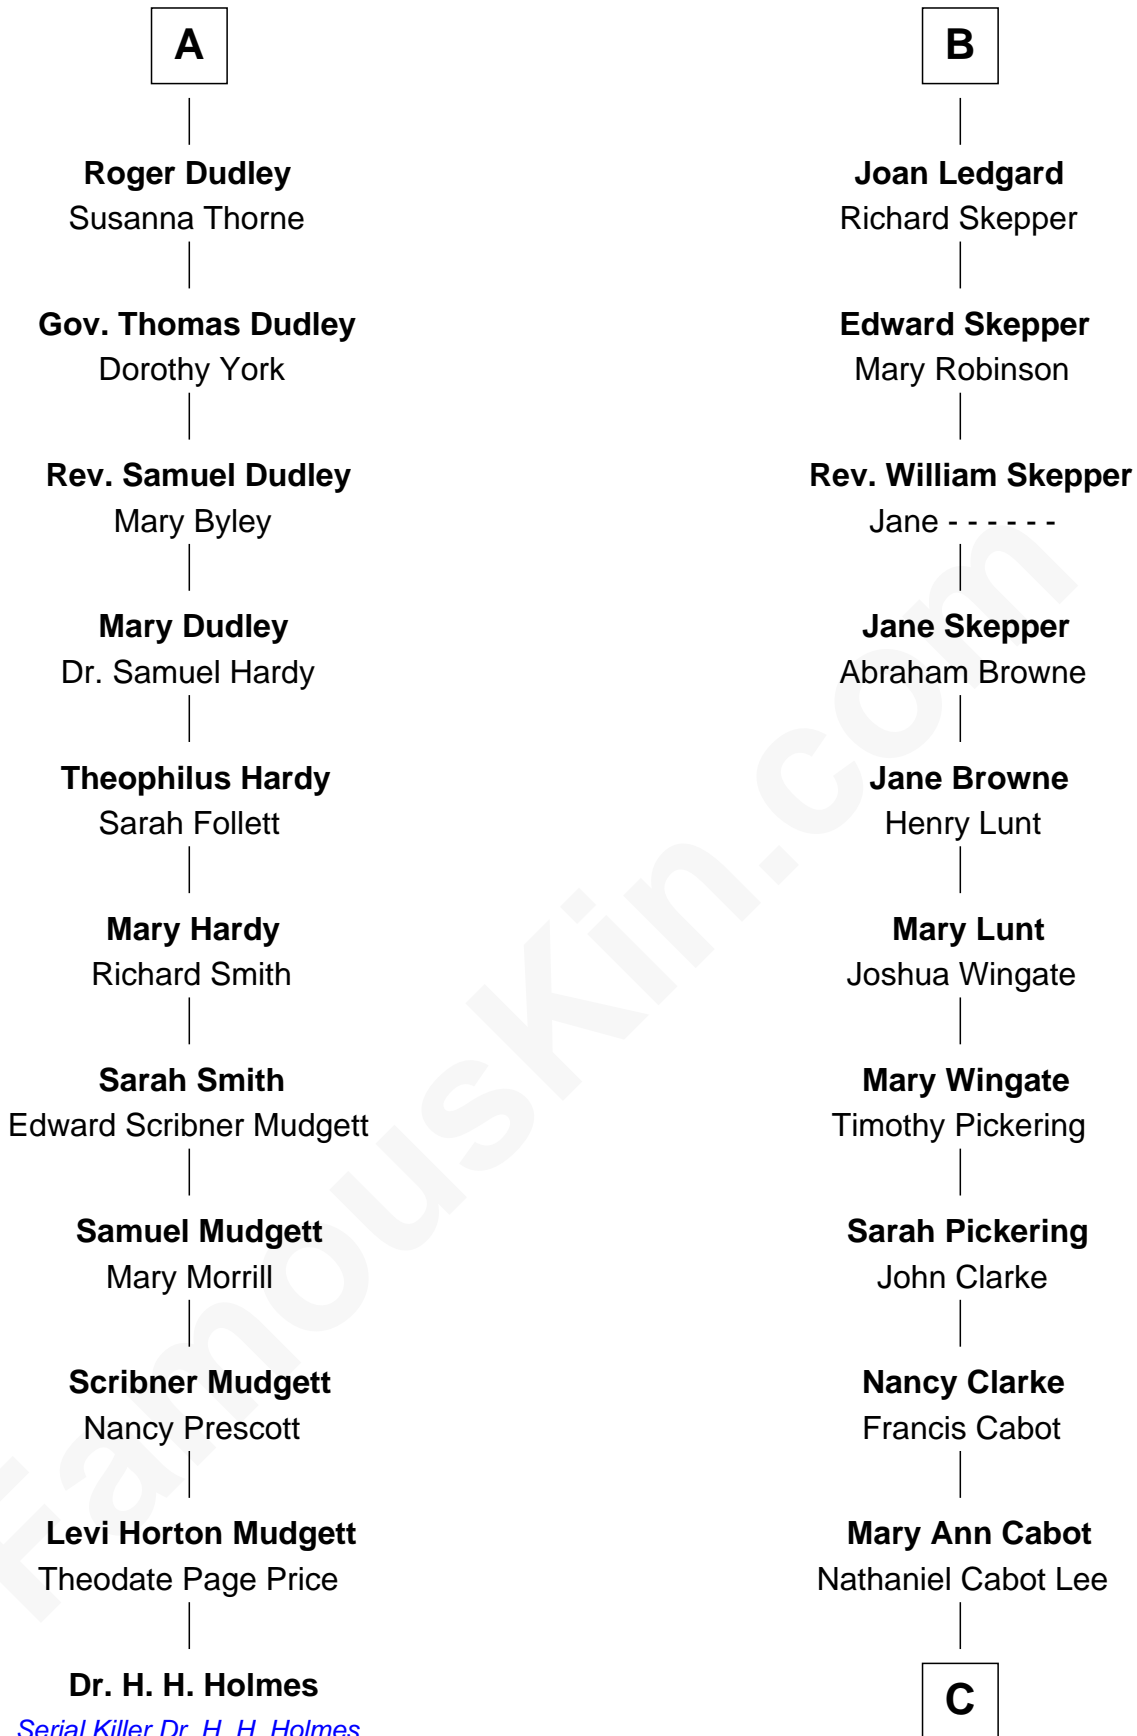 A
Roger Dudley
Susanna Thorne
Gov. Thomas Dudley
Dorothy York
Rev. Samuel Dudley
Mary Byley
Mary Dudley
Dr. Samuel Hardy
Theophilus Hardy
Sarah Follett
Mary Hardy
Richard Smith
Sarah Smith
Edward Scribner Mudgett
Samuel Mudgett
Mary Morrill
Scribner Mudgett
Nancy Prescott
Levi Horton Mudgett
Theodate Page Price
Dr. H. H. Holmes
Serial Killer Dr. H. H. Holmes
B
Joan Ledgard
Richard Skepper
Edward Skepper
Mary Robinson
Rev. William Skepper
Jane - - - - - -
Jane Skepper
Abraham Browne
Jane Browne
Henry Lunt
Mary Lunt
Joshua Wingate
Mary Wingate
Timothy Pickering
Sarah Pickering
John Clarke
Nancy Clarke
Francis Cabot
Mary Ann Cabot
Nathaniel Cabot Lee
C
FamousKin.com